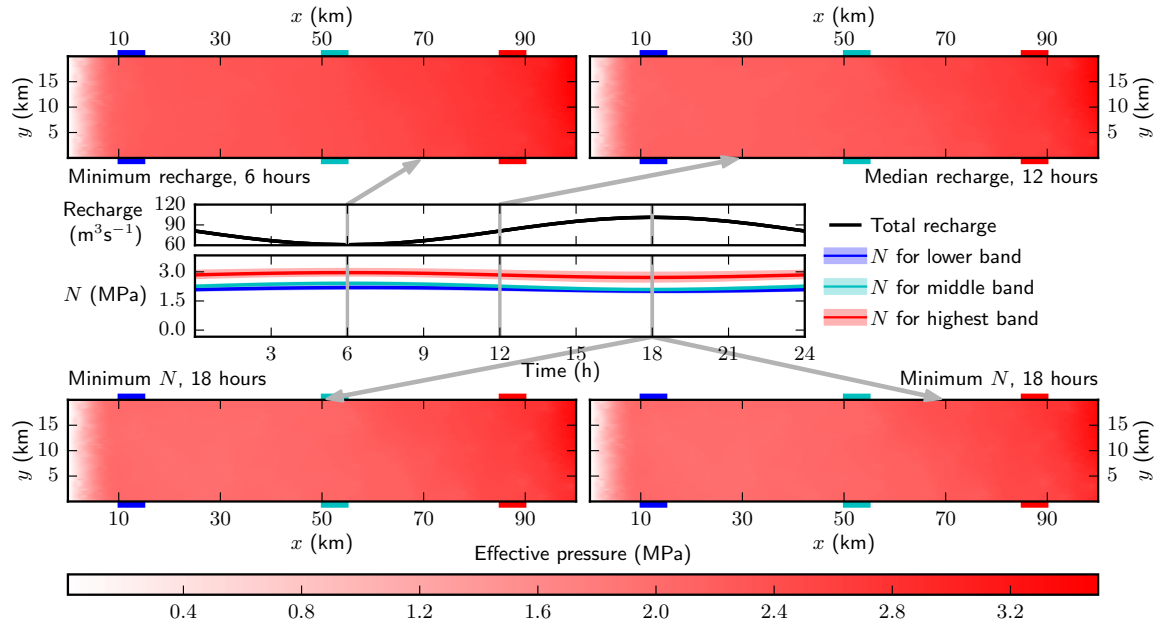 x (km)
x (km)
10 30 50 70 90
10 30 50 70 90
y (km)
15
10
5
15
10
5
y (km)
Minimum recharge, 6 hours
Median recharge, 12 hours
Recharge
(m³s⁻¹)
120
90
60
N (MPa)
3.0
1.5
0.0
3 6 9 12 15 18 21 24
Time (h)
Total recharge
N for lower band
N for middle band
N for highest band
Minimum N, 18 hours
Minimum N, 18 hours
y (km)
15
10
5
15
10
5
y (km)
10 30 50 70 90
10 30 50 70 90
x (km)
x (km)
Effective pressure (MPa)
0.4 0.8 1.2 1.6 2.0 2.4 2.8 3.2